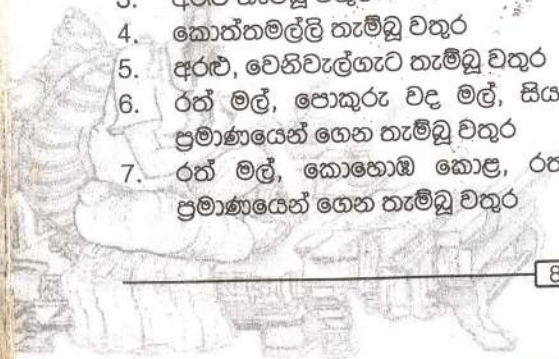 4. කොත්තමල්ලි තැම්බූ වතුර
5. අරළු, වෙනිවැල්ගැට තැම්බූ වතුර
6. රත් මල්, පොකුරු වද මල්, සිය
ප්‍රමාණයෙන් ගෙන තැම්බූ වතුර
7. රත් මල්, කොහොඹ කොළ, රත්
ප්‍රමාණයෙන් ගෙන තැම්බූ වතුර
8